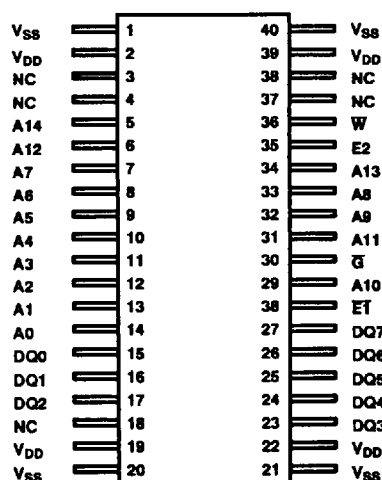 VSS 1 40 VSS
VDD 2 39 VDD
NC 3 38 NC
NC 4 37 NC
A14 5 36 W̅
A12 6 35 E2
A7 7 34 A13
A6 8 33 A8
A5 9 32 A9
A4 10 31 A11
A3 11 30 G̅
A2 12 29 A10
A1 13 38 E̅1̅
A0 14 27 DQ7
DQ0 15 26 DQ6
DQ1 16 25 DQ5
DQ2 17 24 DQ4
NC 18 23 DQ3
VDD 19 22 VDD
VSS 20 21 VSS